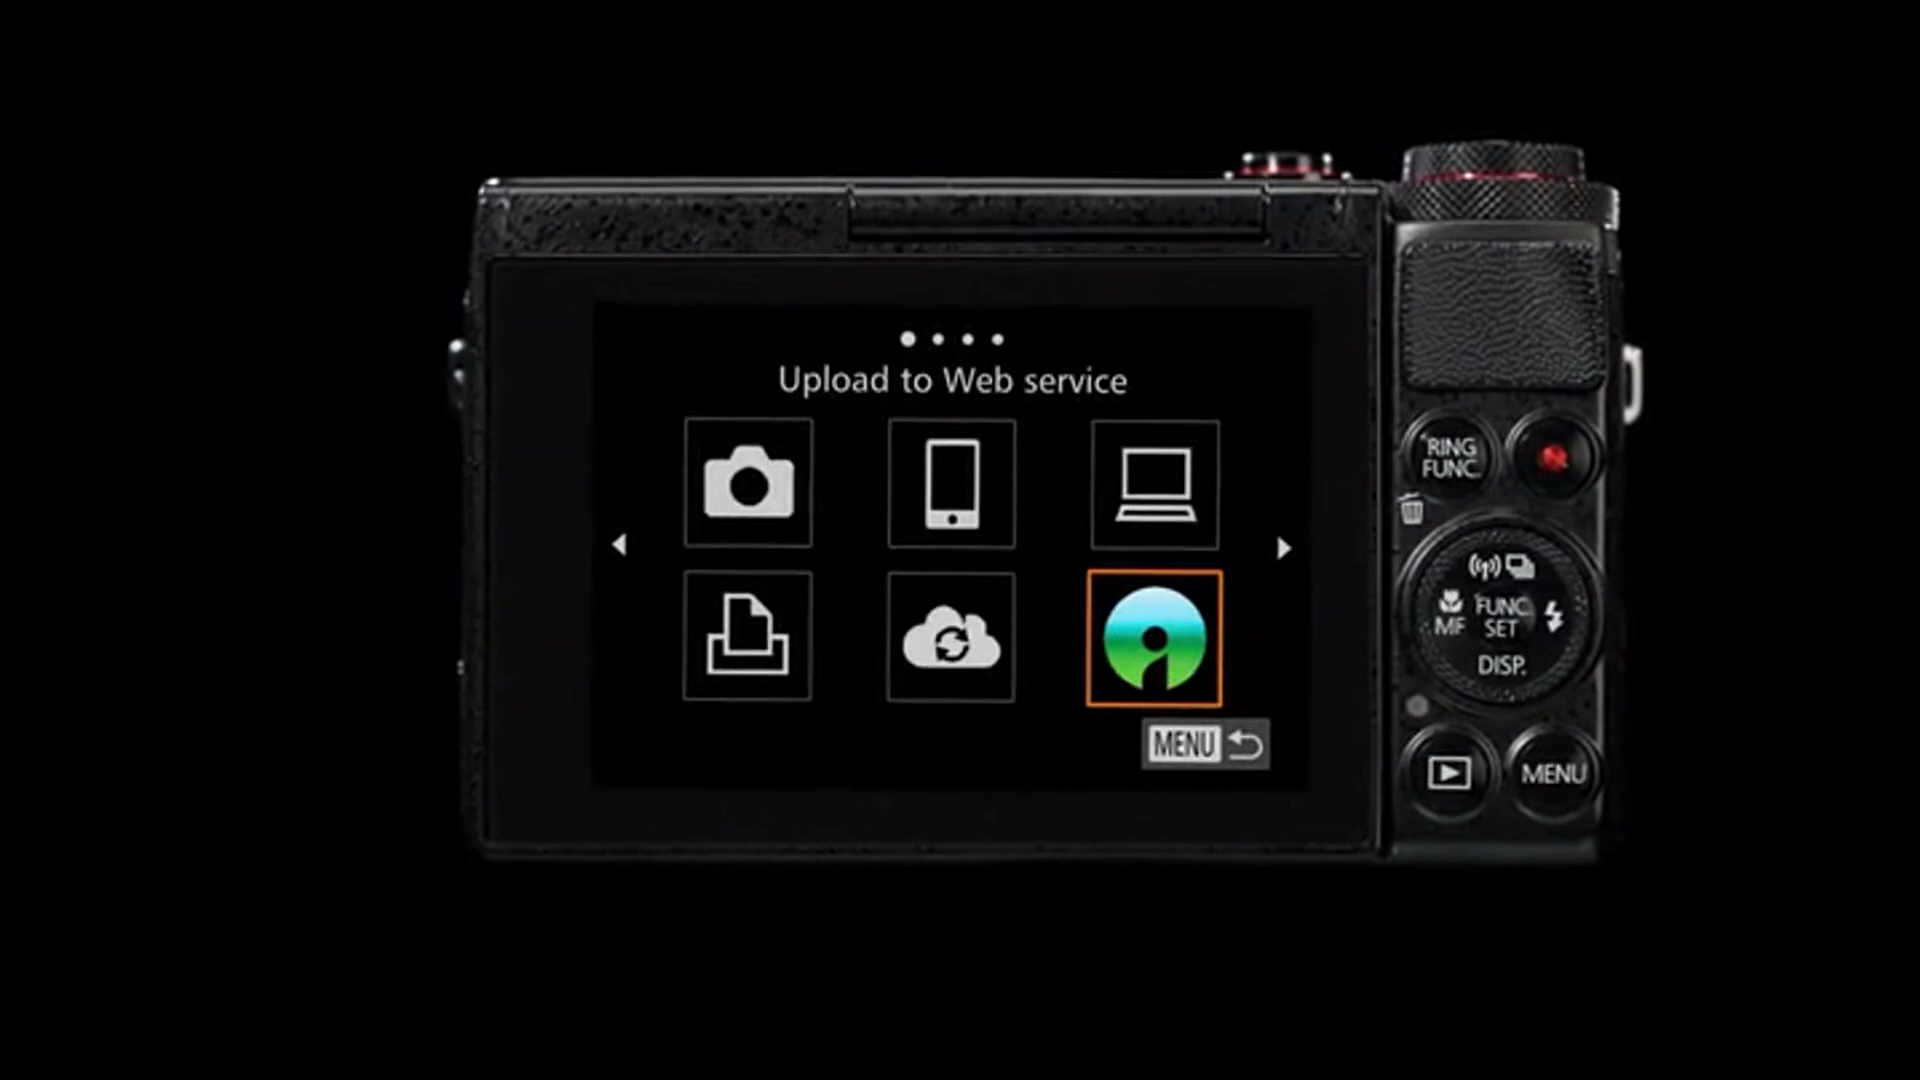 Upload to Web service
MENU
RING
FUNC.
MF
FUNC.
SET
DISP.
MENU